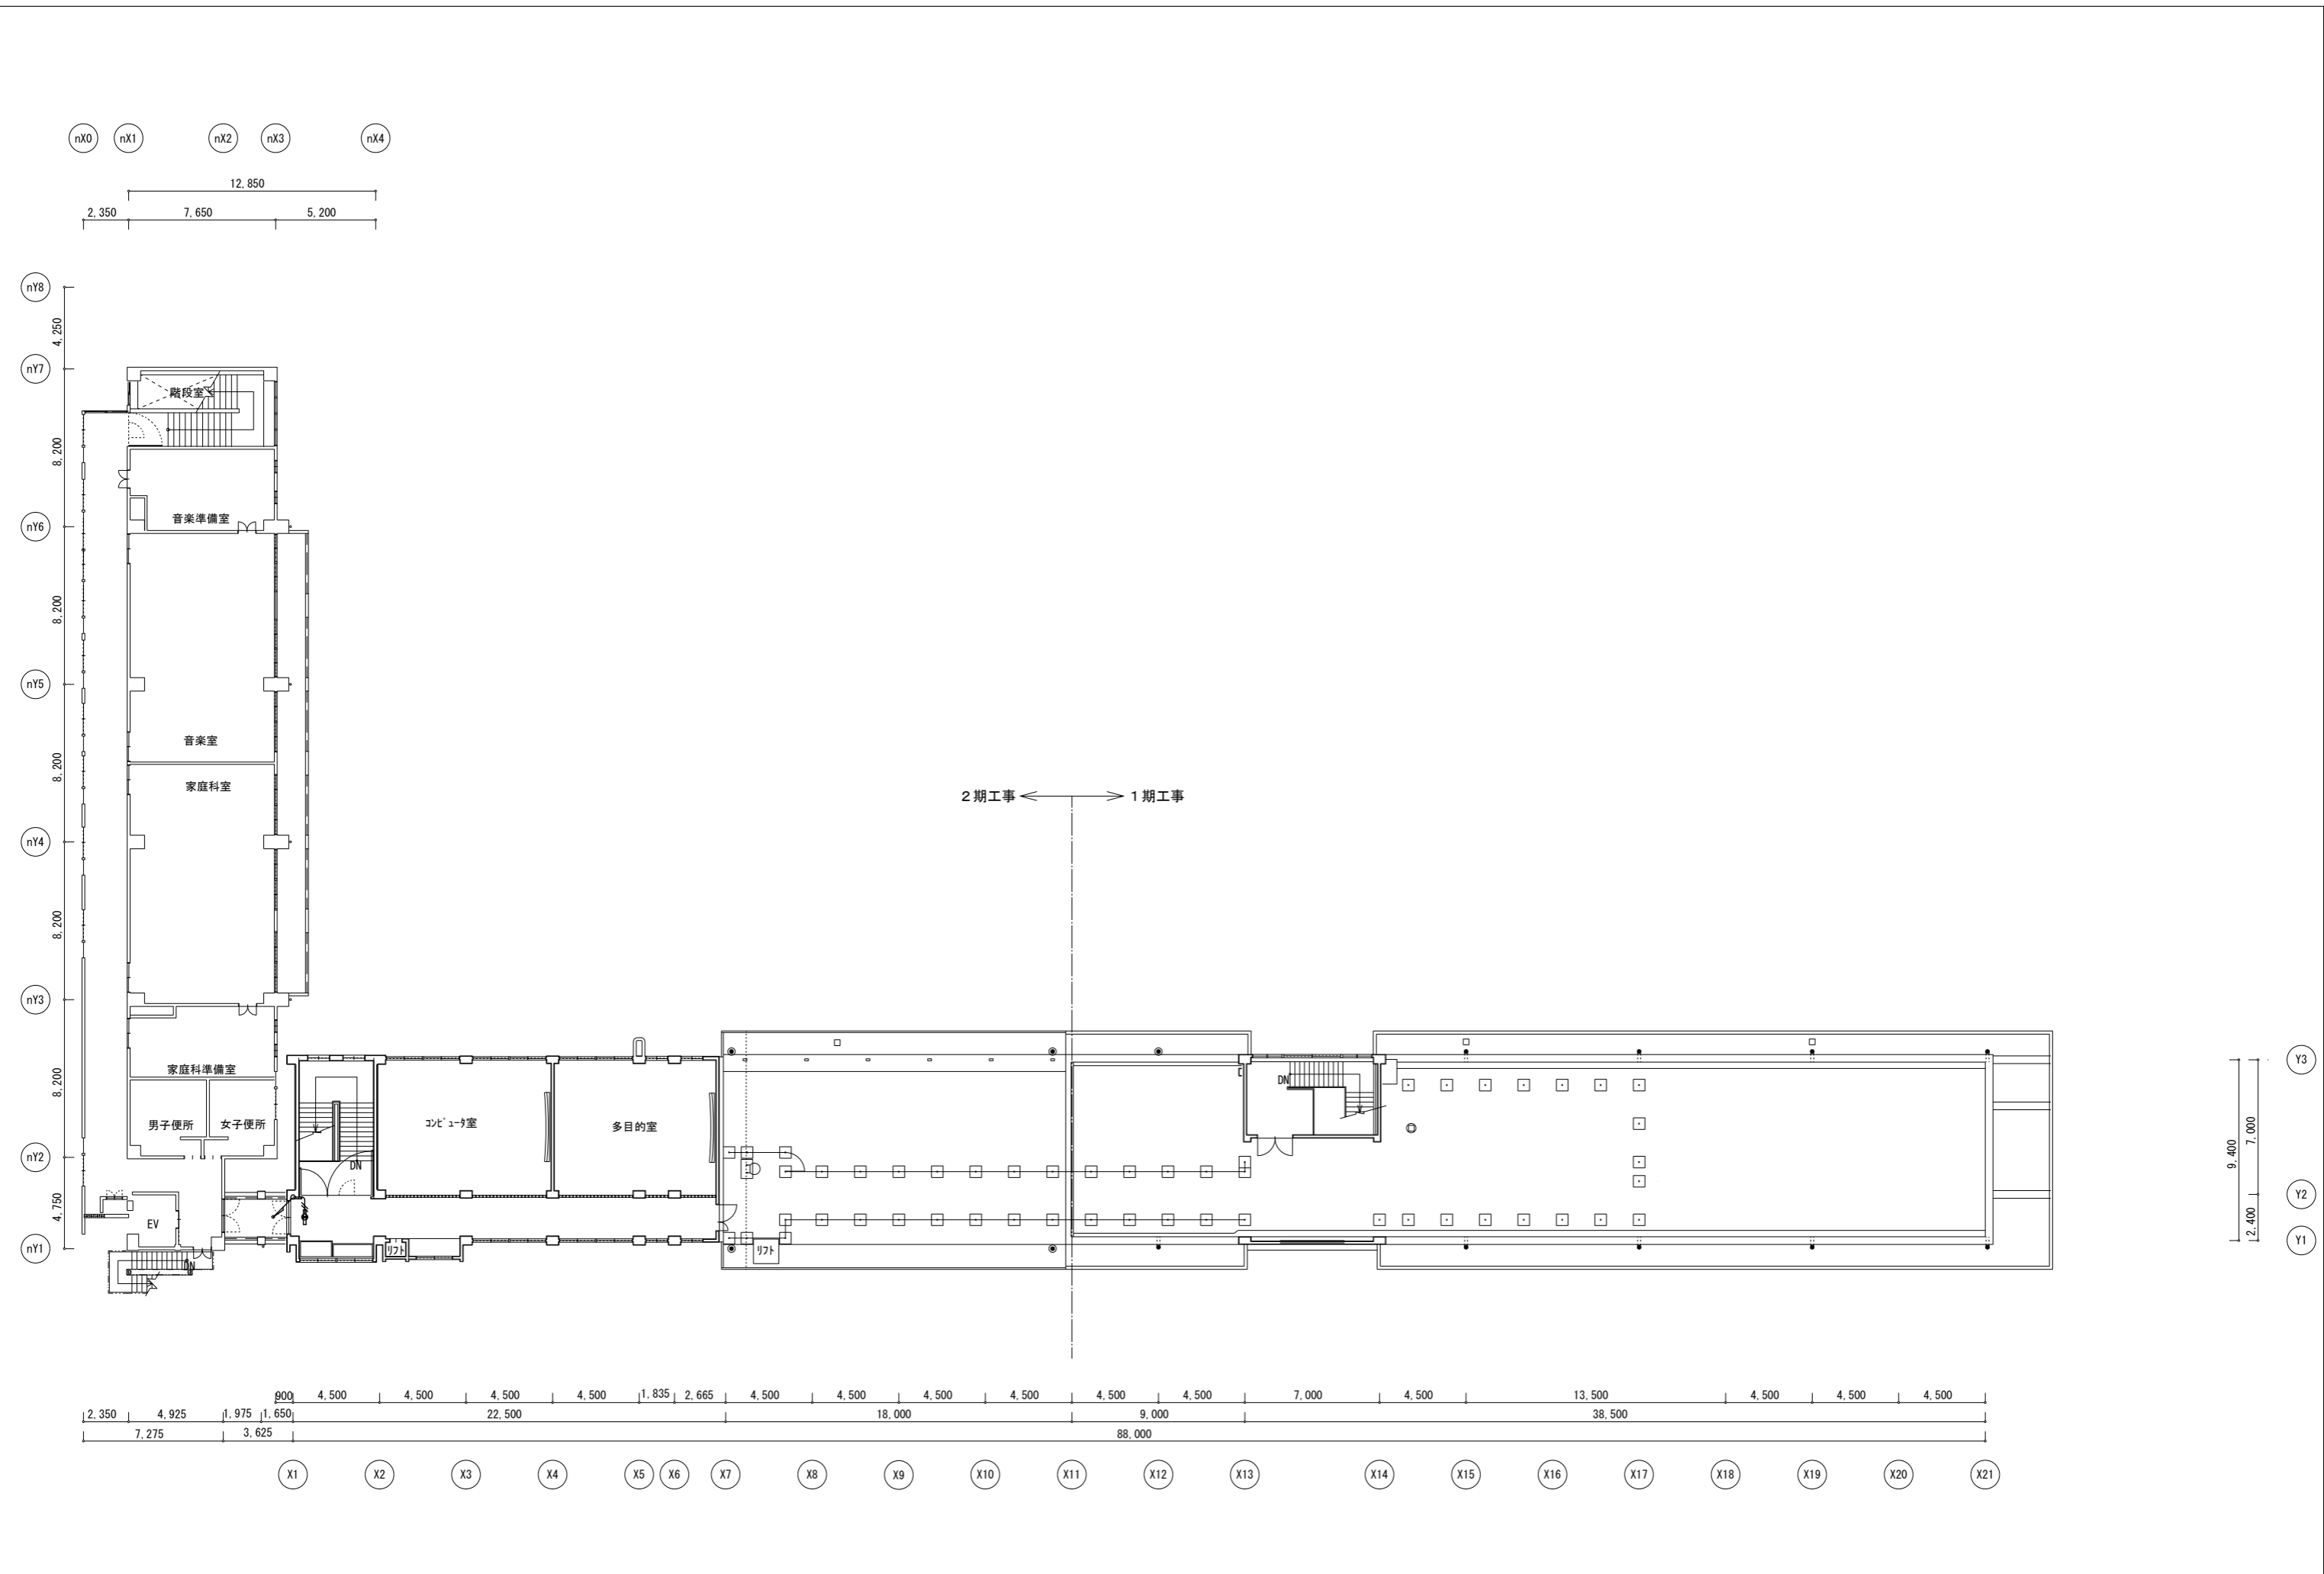 nX0 nX1 nX2 nX3 nX4
12,850
2,350 7,650 5,200
nY8
4,250
nY7
階段室
8,200
音楽準備室
nY6
8,200
nY5
音楽室
8,200
家庭科室
２期工事 １期工事
nY4
8,200
nY3
家庭科準備室
8,200
男子便所 女子便所
コンピュータ室
多目的室
DN
DN
Y3
7,000
9,400
nY2
4,750
EV
Y2
2,400
nY1
リフト
リフト
Y1
DN
900 4,500 4,500 4,500 4,500 1,835 2,665 4,500 4,500 4,500 4,500 4,500 4,500 7,000 4,500 13,500 4,500 4,500 4,500
2,350 4,925 1,975 1,650 22,500 18,000 9,000 38,500
7,275 3,625 88,000
X1 X2 X3 X4 X5 X6 X7 X8 X9 X10 X11 X12 X13 X14 X15 X16 X17 X18 X19 X20 X21